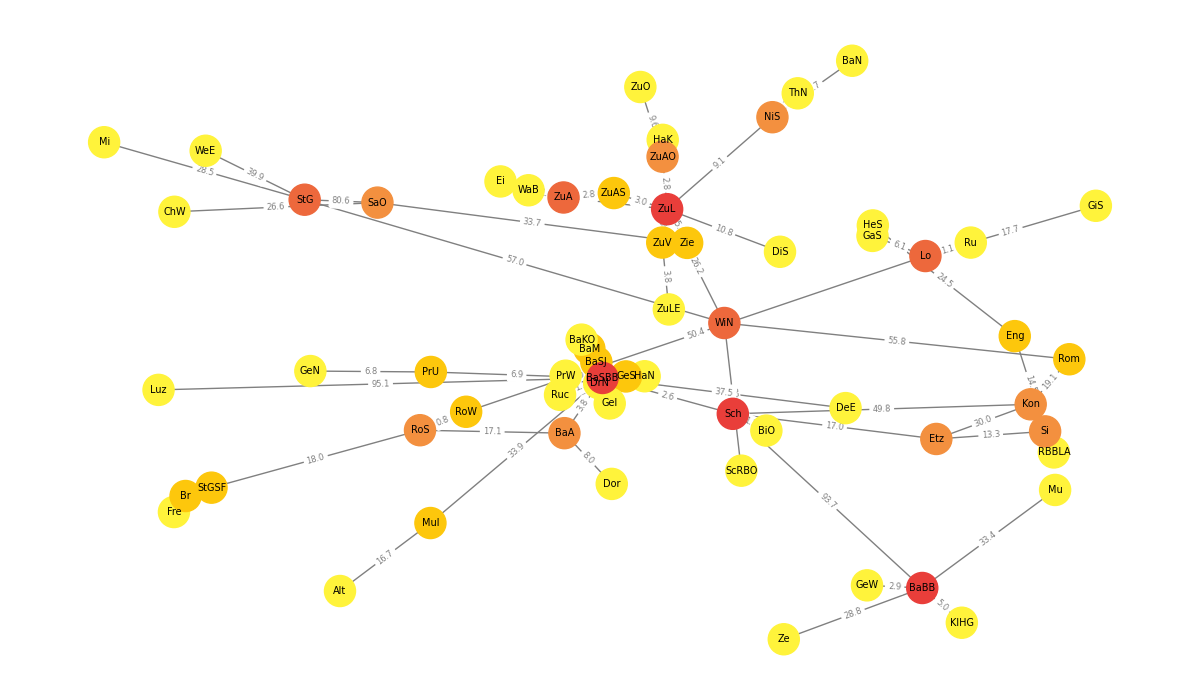 BaN
.7
ThN
ZuO
9.6
NiS
HaK
Mi
WeE
ZuAO
9.1
28.5
39.9
Ei
WaB
2.8
ZuA
2.8
ZuAS
3.0
StG
80.6
SaO
ZuL
GiS
ChW
26.6
33.7
10.8
HeS
GaS
17.7
ZuV
Zie
DiS
6.1
Ru
1.1
Lo
57.0
26.2
3.8
24.5
ZuLE
WiN
Eng
50.4
55.8
BaKO
BaM
BaSJ
Rom
GeN
6.8
PrU
6.9
PrW
BaSBB
GeS
HaN
DrN
19.1
Luz
95.1
Ruc
37.5
2.6
GeI
3.8
RoW
0.8
Sch
DeE
49.8
Kon
RoS
17.1
BaA
BiO
17.0
30.0
Etz
13.3
Si
18.0
33.9
8.0
RBBLA
ScRBO
Dor
StGSF
Br
Mu
Fre
93.7
Mul
33.4
16.7
Alt
GeW
2.9
BaBB
5.0
28.8
KIHG
Ze